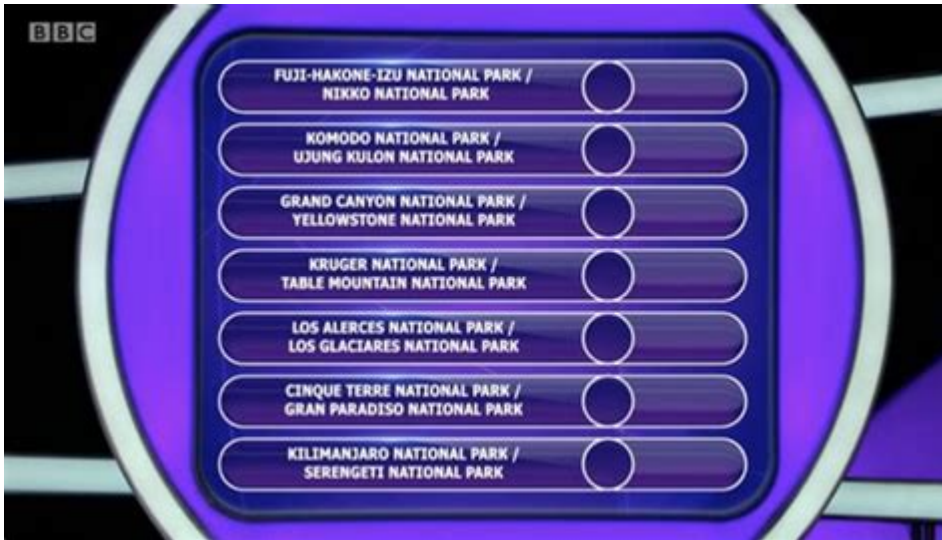 BBC
FUJI-HAKONE-IZU NATIONAL PARK /
NIKKO NATIONAL PARK
KOMODO NATIONAL PARK /
UJUNG KULON NATIONAL PARK
GRAND CANYON NATIONAL PARK /
YELLOWSTONE NATIONAL PARK
KRUGER NATIONAL PARK /
TABLE MOUNTAIN NATIONAL PARK
LOS ALERCES NATIONAL PARK /
LOS GLACIARES NATIONAL PARK
CINQUE TERRE NATIONAL PARK /
GRAN PARADISO NATIONAL PARK
KILIMANJARO NATIONAL PARK /
SERENGETI NATIONAL PARK